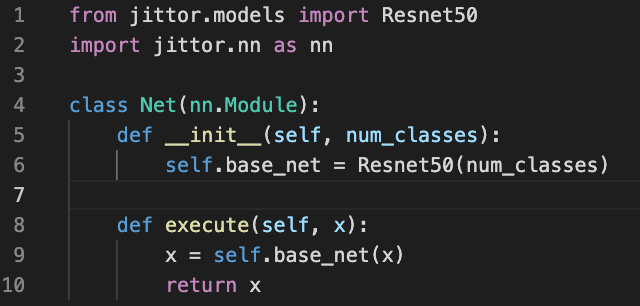 1 from jittor.models import Resnet50
2 import jittor.nn as nn
3
4 class Net(nn.Module):
5     def __init__(self, num_classes):
6         self.base_net = Resnet50(num_classes)
7
8     def execute(self, x):
9         x = self.base_net(x)
10         return x